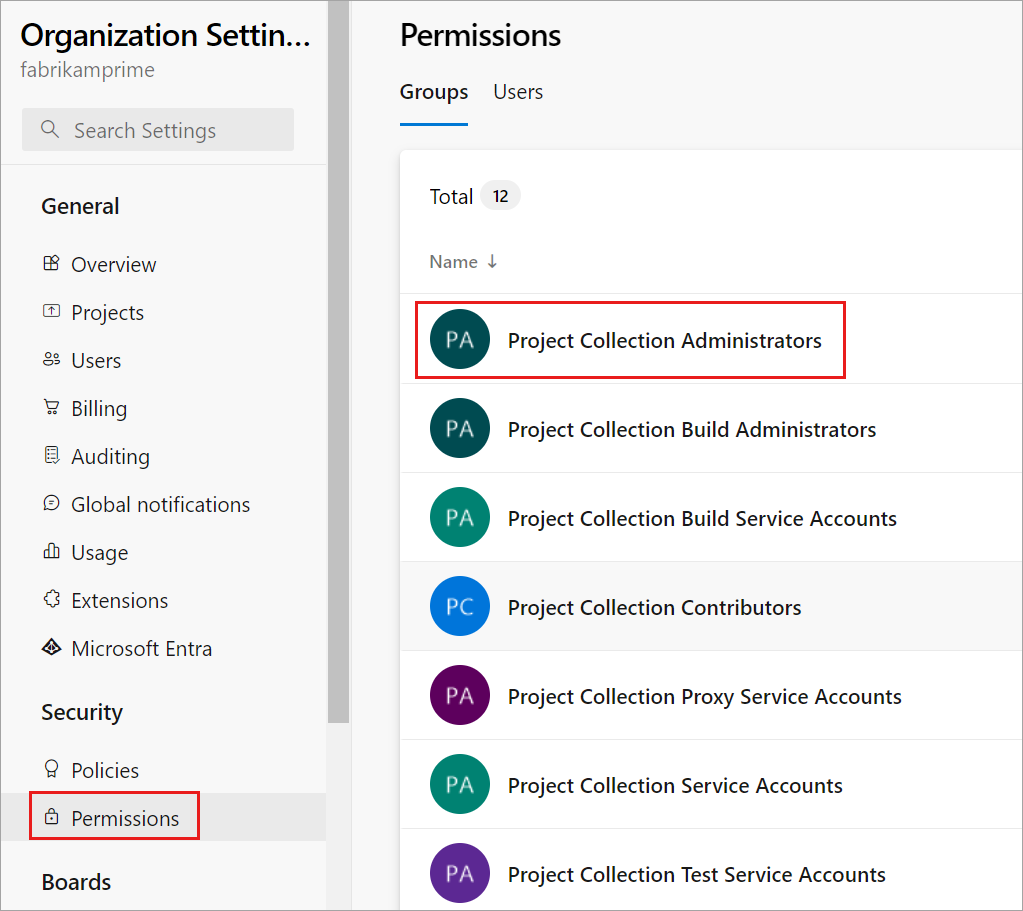 Organization Settin...
fabrikamprime
Search Settings
General
Overview
Projects
Users
Billing
Auditing
Global notifications
Usage
Extensions
Microsoft Entra
Security
Policies
Permissions
Boards
Permissions
Groups Users
Total 12
Name ↓
PA Project Collection Administrators
PA Project Collection Build Administrators
PA Project Collection Build Service Accounts
PC Project Collection Contributors
PA Project Collection Proxy Service Accounts
PA Project Collection Service Accounts
PA Project Collection Test Service Accounts